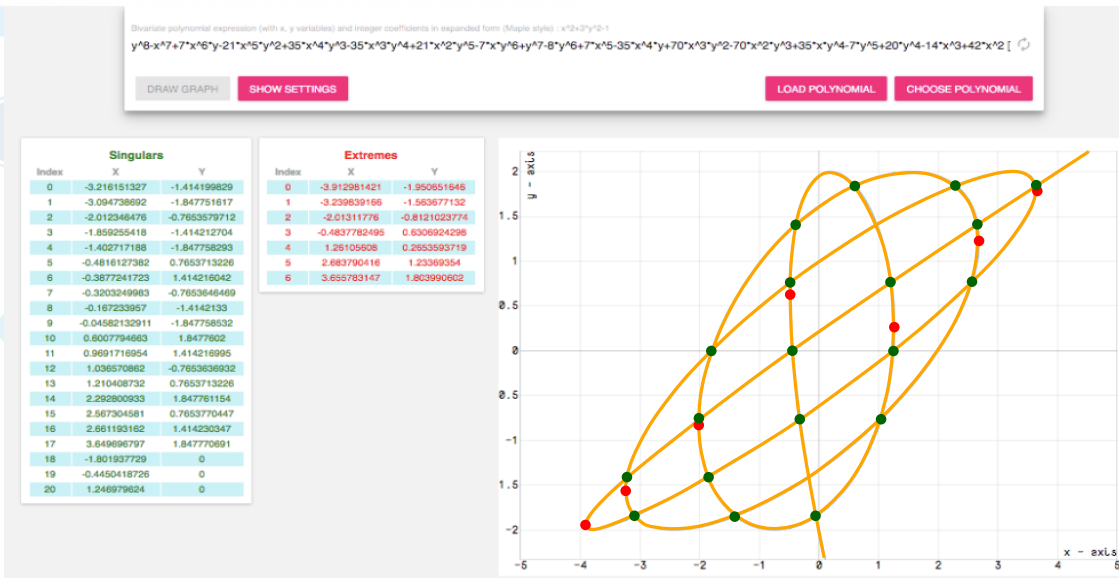 Bivariate polynomial expression (with x, y variables) and integer coefficients in expanded form (Maple style) : x^2+3*y^2-1
y^8-x^7+7*x^6*y-21*x^5*y^2+35*x^4*y^3-35*x^3*y^4+21*x^2*y^5-7*x*y^6+y^7-8*y^6+7*x^5-35*x^4*y+70*x^3*y^2-70*x^2*y^3+35*x*y^4-7*y^5+20*y^4-14*x^3+42*x^2 [
DRAW GRAPH SHOW SETTINGS LOAD POLYNOMIAL CHOOSE POLYNOMIAL
Singulars
Index X Y
0 -3.216151327 -1.414199829
1 -3.094738692 -1.847751617
2 -2.012346476 -0.7653579712
3 -1.859255418 -1.414212704
4 -1.402717188 -1.847758293
5 -0.4816127382 0.7653713226
6 -0.3877241723 1.414216042
7 -0.3203249983 -0.7653646469
8 -0.167233957 -1.4142133
9 -0.04582132911 -1.847758532
10 0.6007794663 1.8477602
11 0.9691716954 1.414216995
12 1.036570862 -0.7653636932
13 1.210408732 0.7653713226
14 2.292800933 1.847761154
15 2.567304581 0.7653770447
16 2.661193162 1.414230347
17 3.649696797 1.847770691
18 -1.801937729 0
19 -0.4450418726 0
20 1.246979624 0
Extremes
Index X Y
0 -3.912981421 -1.950651646
1 -3.239839166 -1.563677132
2 -2.01311776 -0.8121023774
3 -0.4837782495 0.6306924298
4 1.26105608 0.2653593719
5 2.683790416 1.23369354
6 3.655783147 1.803990602
y - axis
2
1.5
1
0.5
0
0.5
-1
1.5
-2
x - axis
-5 -4 -3 -2 -1 0 1 2 3 4